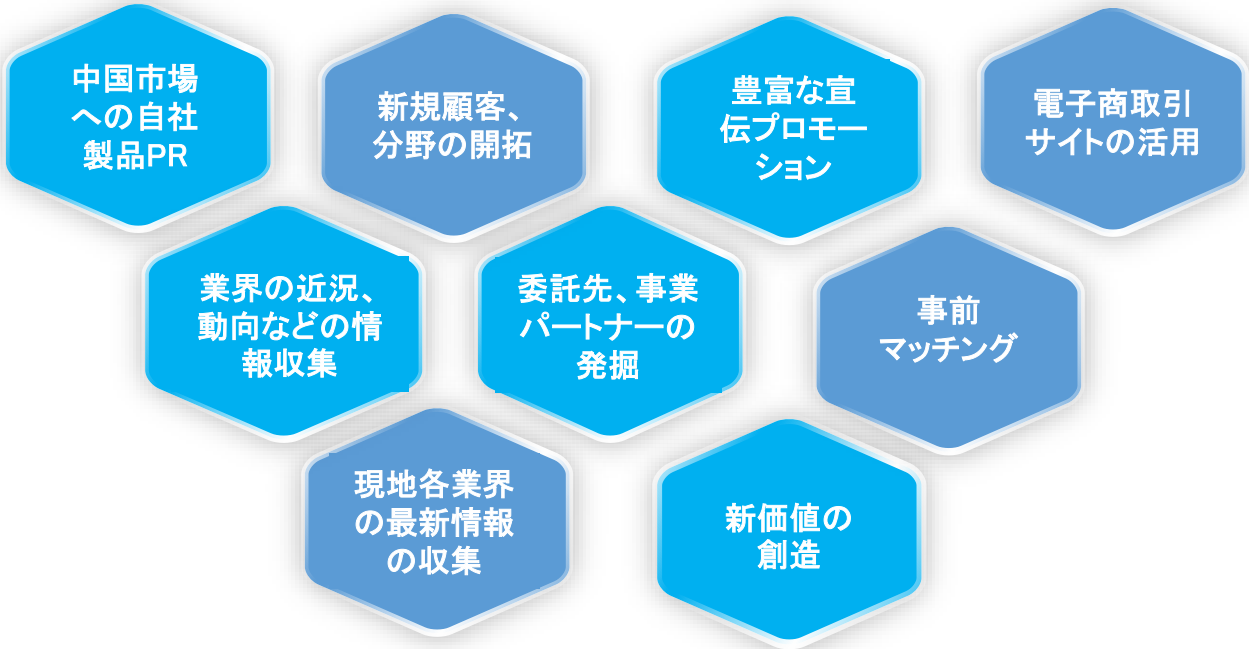 中国市場
への自社
製品PR
新規顧客、
分野の開拓
豊富な宣
伝プロモー
ション
電子商取引
サイトの活用
業界の近況、
動向などの情
報収集
委託先、事業
パートナーの
発掘
事前
マッチング
現地各業界
の最新情報
の収集
新価値の
創造